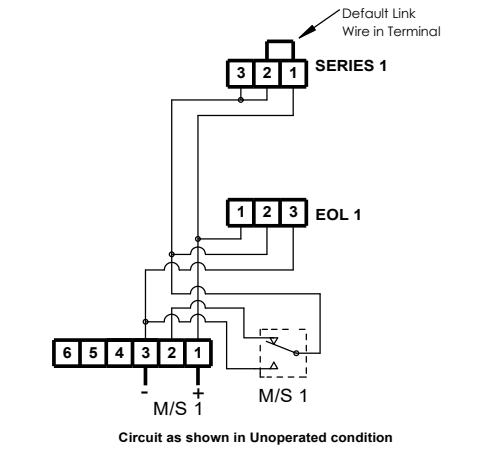 Default Link
Wire in Terminal
3 2 1 SERIES 1
1 2 3 EOL 1
6 5 4 3 2 1
- +
M/S 1
M/S 1
Circuit as shown in Unoperated condition